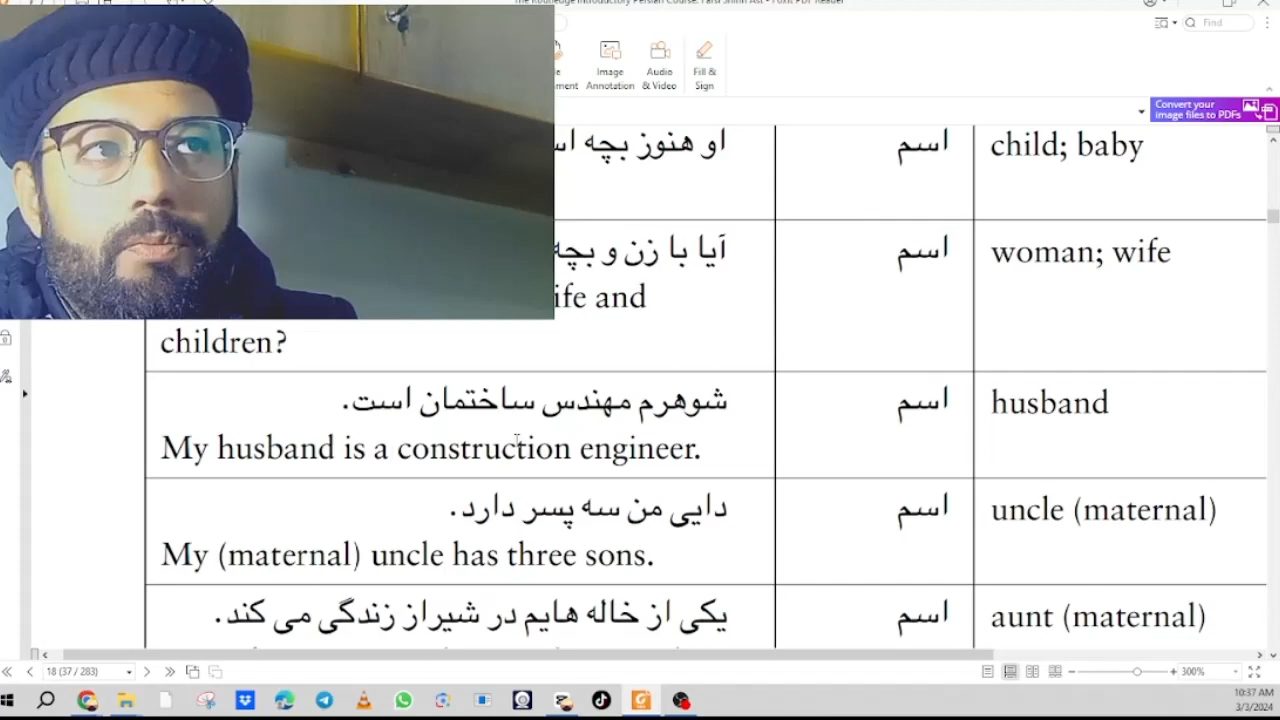 Find
Image
Annotation
Audio
& Video
Fill &
Sign
Convert your
image files to PDFs
او هنوز بچه
اسم
child; baby
آیا با زن و بچه
and
children?
اسم
woman; wife
شوهرم مهندس ساختمان است.
My husband is a construction engineer.
اسم
husband
دایی من سه پسر دارد.
My (maternal) uncle has three sons.
اسم
uncle (maternal)
یکی از خاله هایم در شیراز زندگی می کند.
اسم
aunt (maternal)
18 (37 / 283)
300%
10:37 AM
3/3/2024